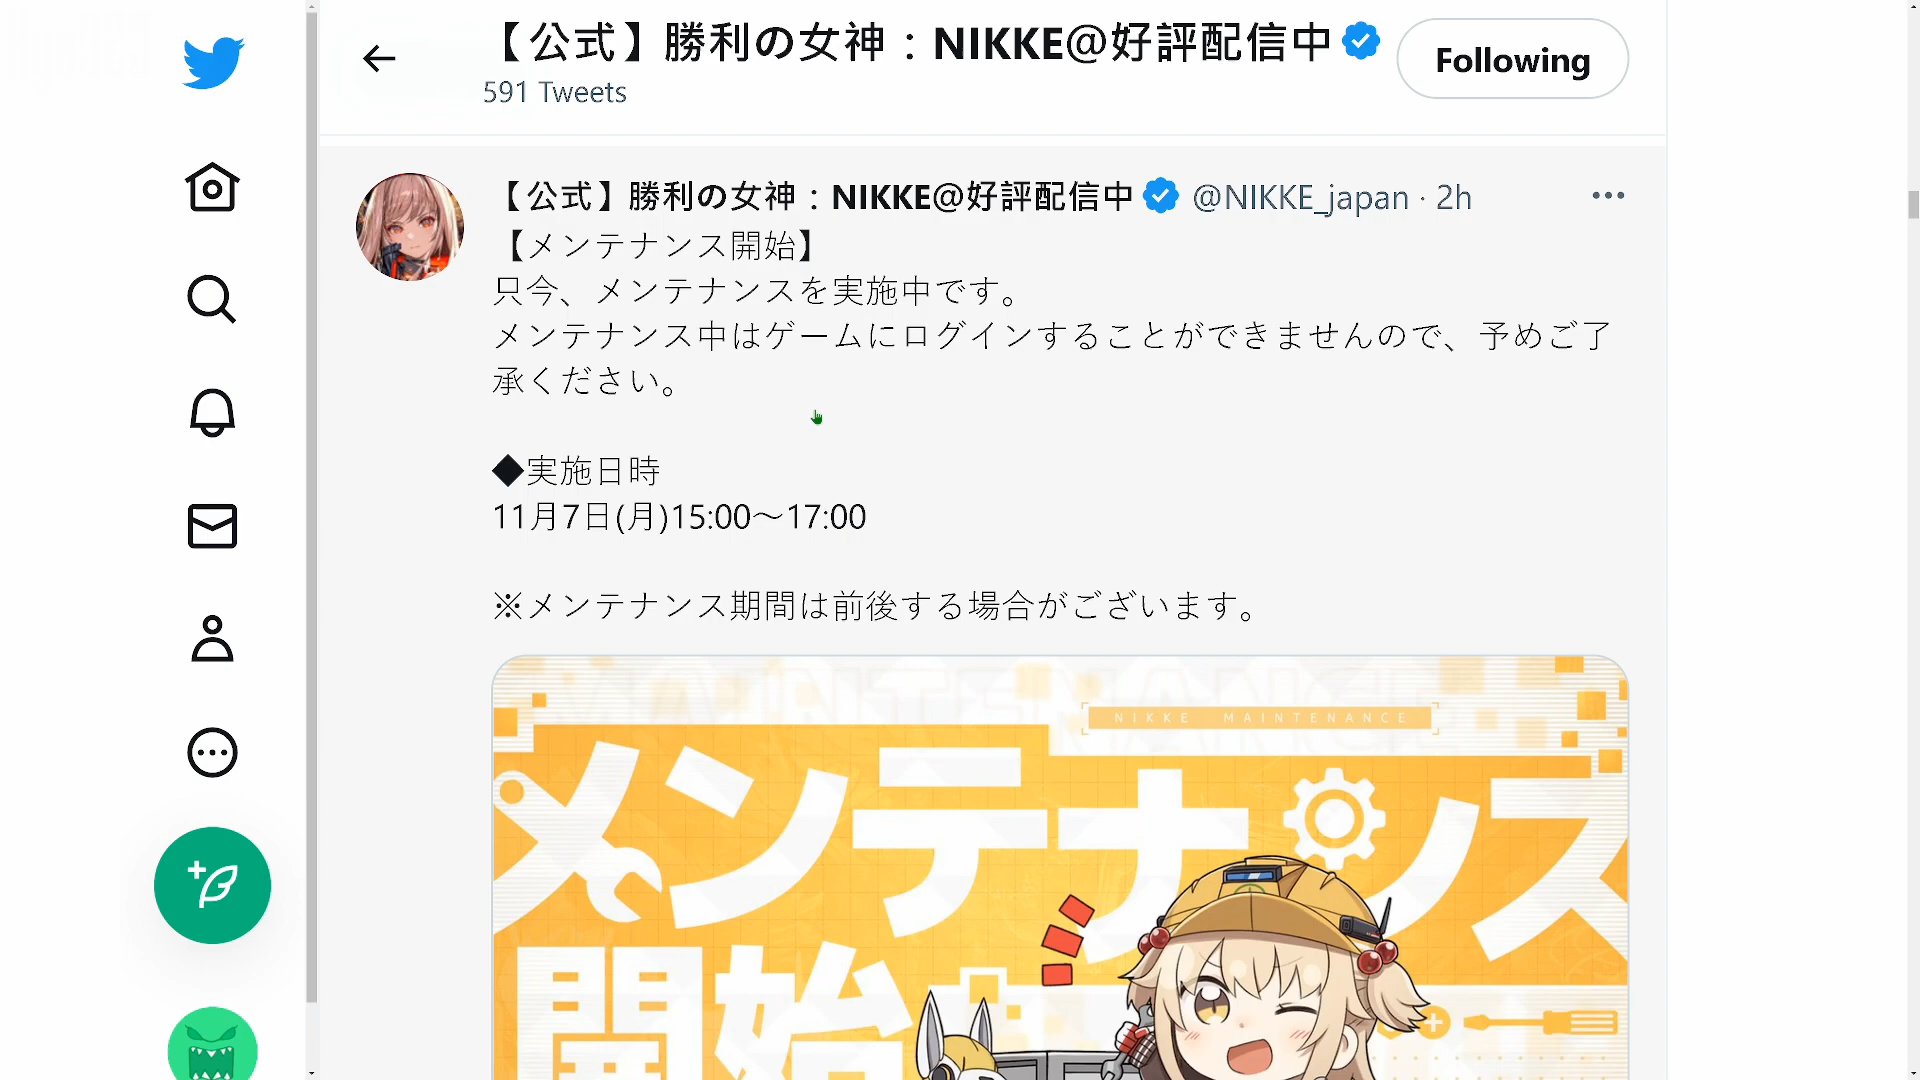 【公式】勝利の女神：NIKKE@好評配信中
591 Tweets
Following
【公式】勝利の女神：NIKKE@好評配信中 @NIKKE_japan · 2h
【メンテナンス開始】
只今、メンテナンスを実施中です。
メンテナンス中はゲームにログインすることができませんので、予めご了
承ください。
◆実施日時
11月7日(月)15:00～17:00
※メンテナンス期間は前後する場合がございます。
MAINTENANCE
NIKKE MAINTENANCE
メンテナンス
開始